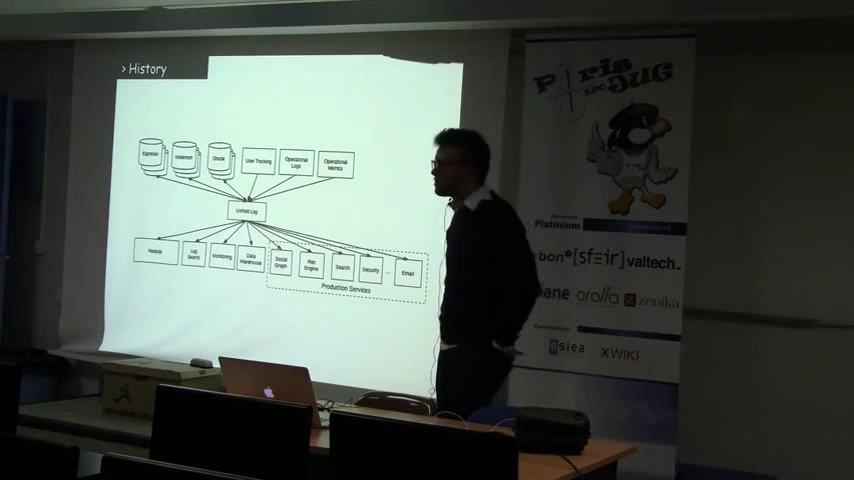 > History
Espresso
Voldemort
Oracle
User Tracking
Operational
Logs
Operational
Metrics
Unified Log
Hadoop
Log
Search
Monitoring
Data
Warehouse
Social
Graph
Rec
Engine
Search
Security
...
Email
Production Services
Paris
JUG
Platinium
[sfeir]
valtech_
arolla
zenika
esiea
XWIKI